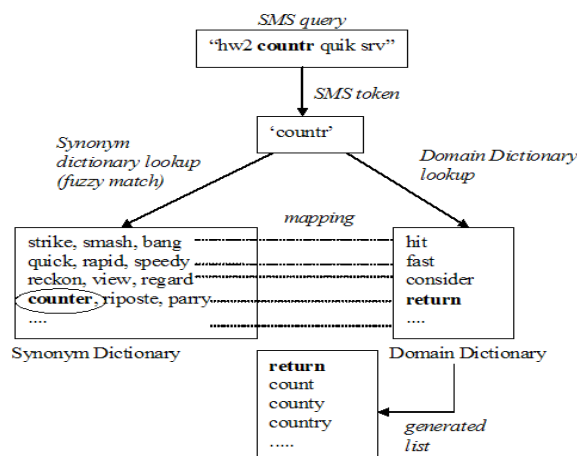 SMS query
“hw2 countr quik srv”
SMS token
‘countr’
Synonym
dictionary lookup
(fuzzy match)
Domain Dictionary
lookup
mapping
strike, smash, bang
quick, rapid, speedy
reckon, view, regard
counter, riposte, parry
....
hit
fast
consider
return
....
Synonym Dictionary
Domain Dictionary
return
count
county
country
.....
generated
list